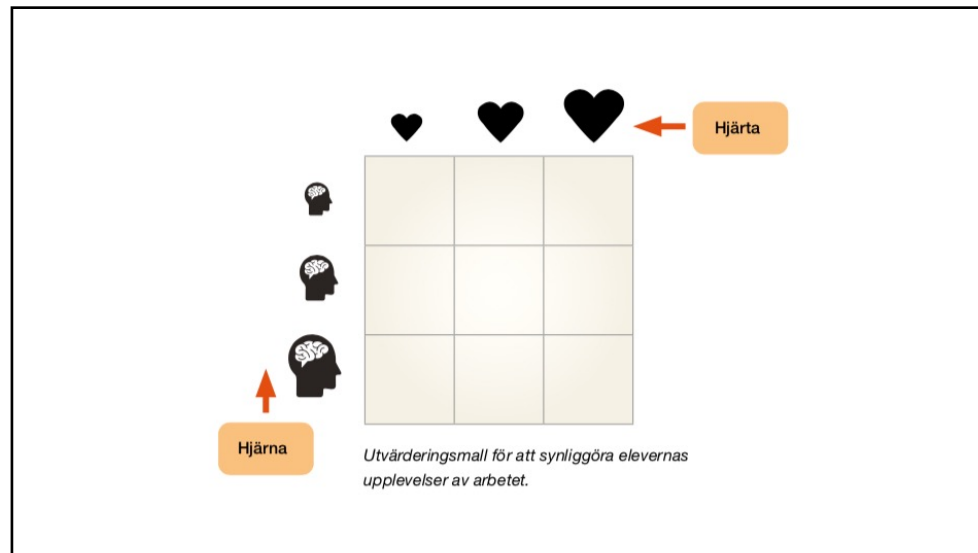 Hjärta
Hjärna
Utvärderingsmall för att synliggöra elevernas
upplevelser av arbetet.